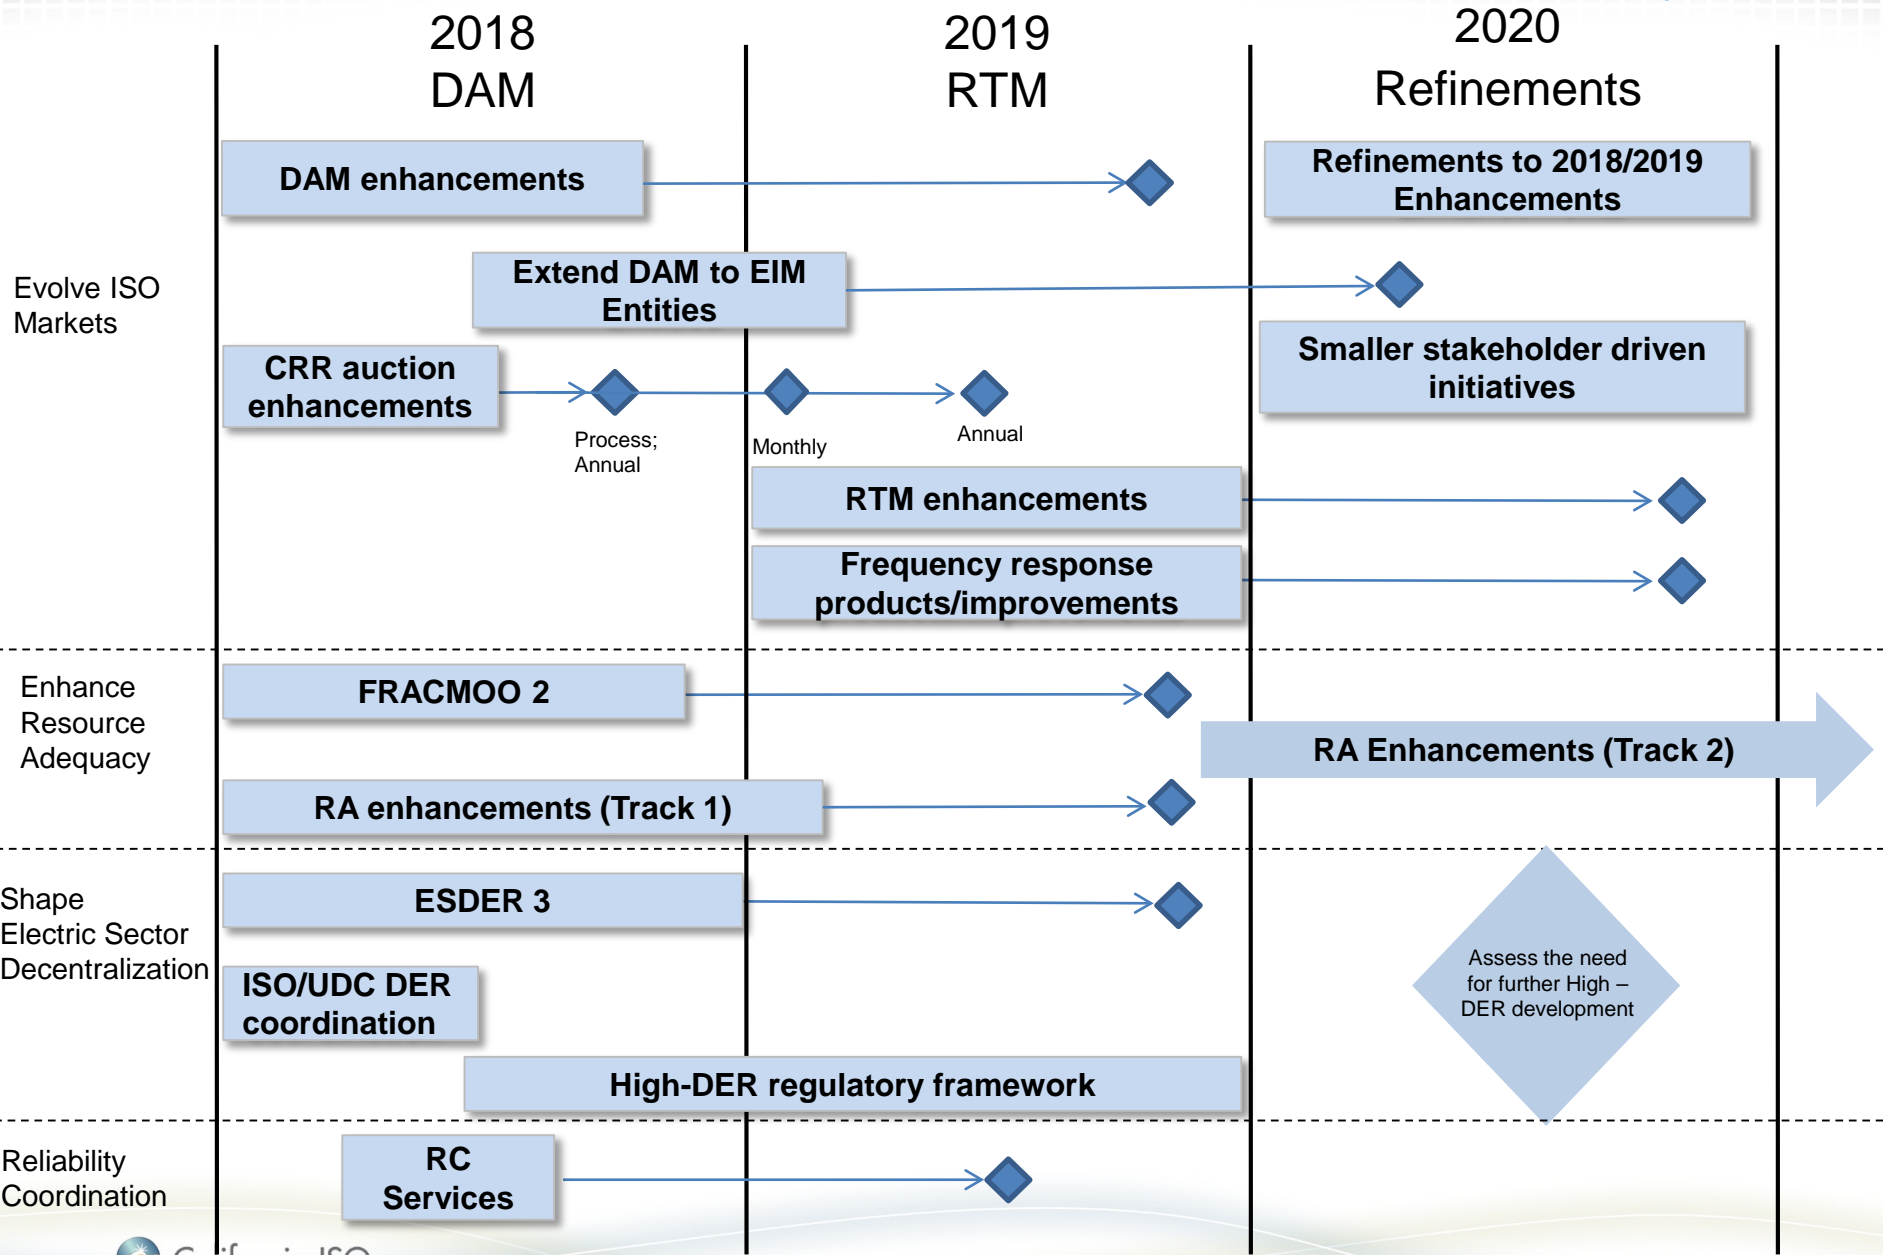 2018
DAM
2019
RTM
2020
Refinements
Evolve ISO
Markets
DAM enhancements
Refinements to 2018/2019
Enhancements
Extend DAM to EIM
Entities
CRR auction
enhancements
Process;
Annual
Monthly
Annual
Smaller stakeholder driven
initiatives
RTM enhancements
Frequency response
products/improvements
Enhance
Resource
Adequacy
FRACMOO 2
RA enhancements (Track 1)
RA Enhancements (Track 2)
Shape
Electric Sector
Decentralization
ESDER 3
ISO/UDC DER
coordination
High-DER regulatory framework
Assess the need
for further High –
DER development
Reliability
Coordination
RC
Services
California ISO